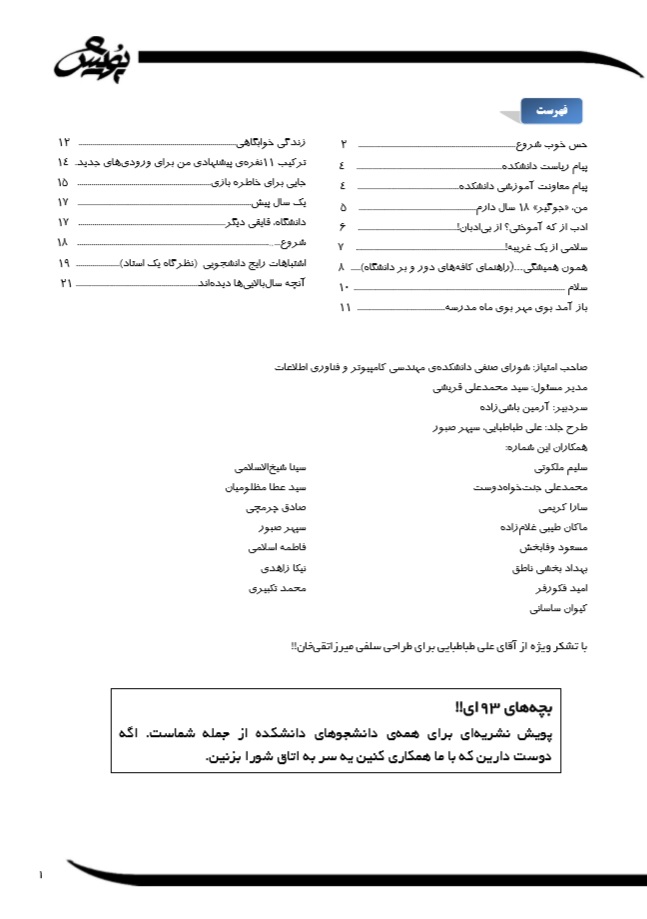 پویش
فهرست
حس خوب شروع ۲
پیام ریاست دانشکده ٤
پیام معاونت آموزشی دانشکده ٤
من، «جوگیر» ۱۸ سال دارم ۵
ادب از که آموختی؟ از بی‌ادبان! ۶
سلامی از یک غریبه! ۷
همون همیشگی...(راهنمای کافه‌های دور و بر دانشگاه) ۸
سلام ۱۰
باز آمد بوی مهر بوی ماه مدرسه ۱۱
زندگی خوابگاهی ۱۲
ترکیب ۱۱نفره‌ی پیشنهادی من برای ورودی‌های جدید. ۱٤
جایی برای خاطره بازی ۱۵
یک سال پیش ۱۷
دانشگاه، قایقی دیگر ۱۷
شروع... ۱۸
اشتباهات رایج دانشجویی (نظرگاه یک استاد) ۱۹
آنچه سال‌بالایی‌ها دیده‌اند ۲۱
صاحب امتیاز: شورای صنفی دانشکده‌ی مهندسی کامپیوتر و فناوری اطلاعات
مدیر مسئول: سید محمدعلی قریشی
سردبیر: آرمین باشی‌زاده
طرح جلد: علی طباطبایی، سپهر صبور
همکاران این شماره:
سلیم ملکوتی
محمدعلی جنت‌خواه‌دوست
سارا کریمی
ماکان طیبی غلام‌زاده
مسعود وفابخش
بهداد بخشی ناطق
امید فکورفر
کیوان ساسانی
سینا شیخ‌الاسلامی
سید عطا مظلومیان
صادق چرمچی
سپهر صبور
فاطمه اسلامی
نیکا زاهدی
محمد تکبیری
با تشکر ویژه از آقای علی طباطبایی برای طراحی سلفی میرزاتقی‌خان!!
بچه‌های ۹۳ ای!!
پویش نشریه‌ای برای همه‌ی دانشجوهای دانشکده از جمله شماست. اگه
دوست دارین که با ما همکاری کنین یه سر به اتاق شورا بزنین.
۱